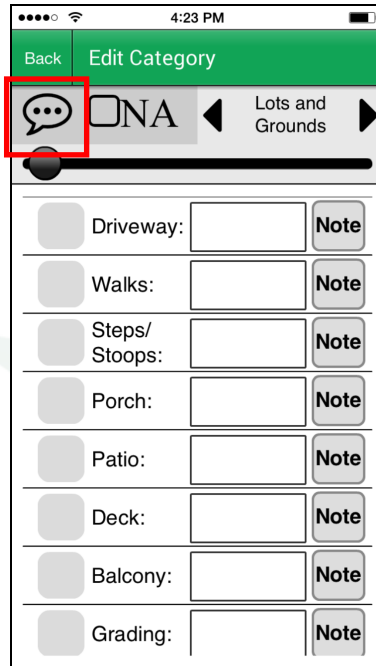 4:23 PM
Back Edit Category
NA Lots and
Grounds
Driveway: Note
Walks: Note
Steps/
Stoops: Note
Porch: Note
Patio: Note
Deck: Note
Balcony: Note
Grading: Note